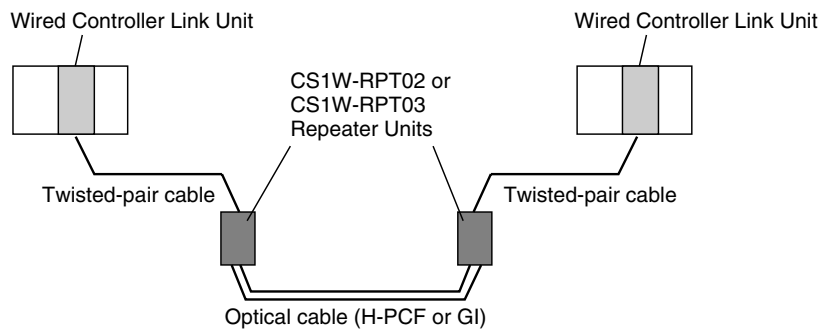 Wired Controller Link Unit
Wired Controller Link Unit
CS1W-RPT02 or
CS1W-RPT03
Repeater Units
Twisted-pair cable
Twisted-pair cable
Optical cable (H-PCF or GI)